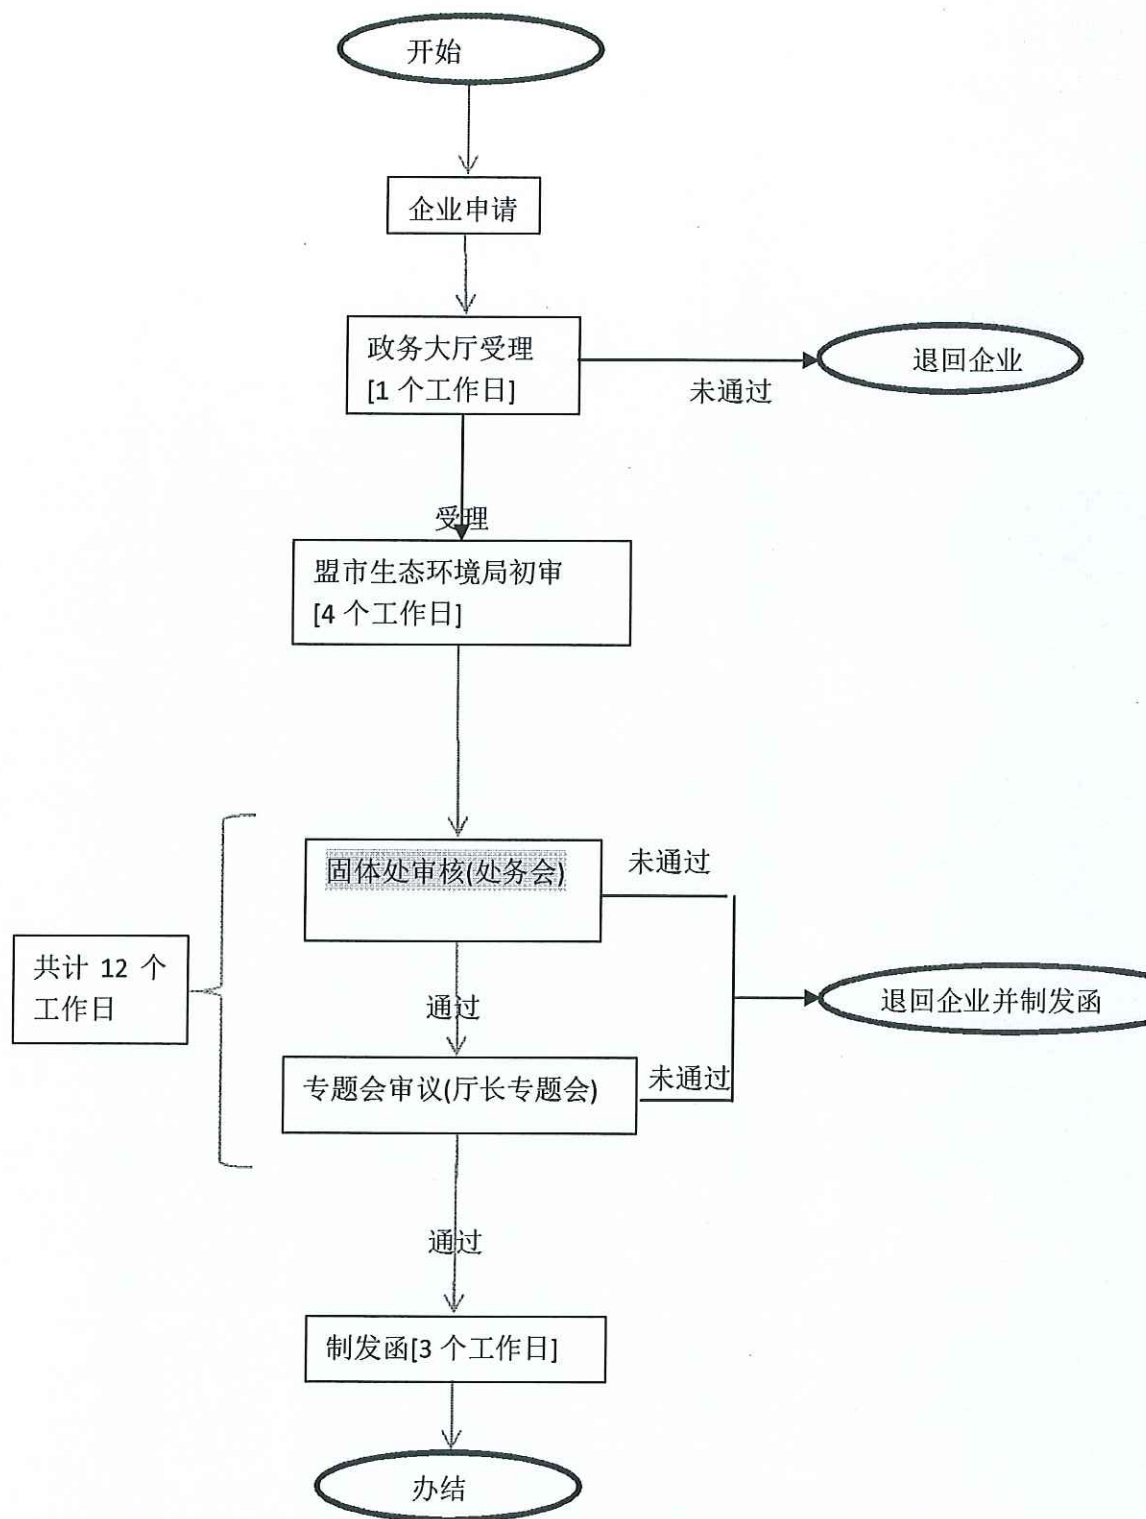 开始
企业申请
政务大厅受理
[1 个工作日]
未通过
退回企业
受理
盟市生态环境局初审
[4 个工作日]
固体处审核(处务会)
未通过
共计 12 个
工作日
通过
退回企业并制发函
专题会审议(厅长专题会)
未通过
通过
制发函[3 个工作日]
办结